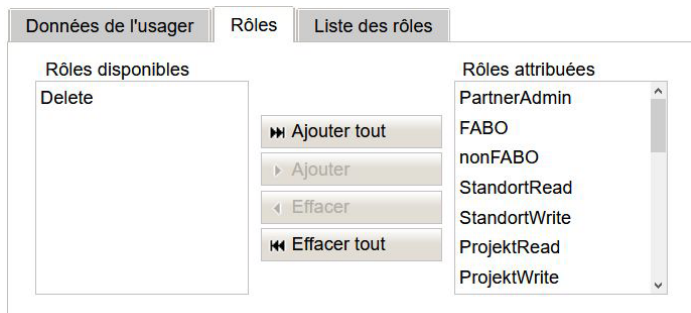 Données de l'usager
Rôles
Liste des rôles
Rôles disponibles
Delete
Ajouter tout
Ajouter
Effacer
Effacer tout
Rôles attribuées
PartnerAdmin
FABO
nonFABO
StandortRead
StandortWrite
ProjektRead
ProjektWrite